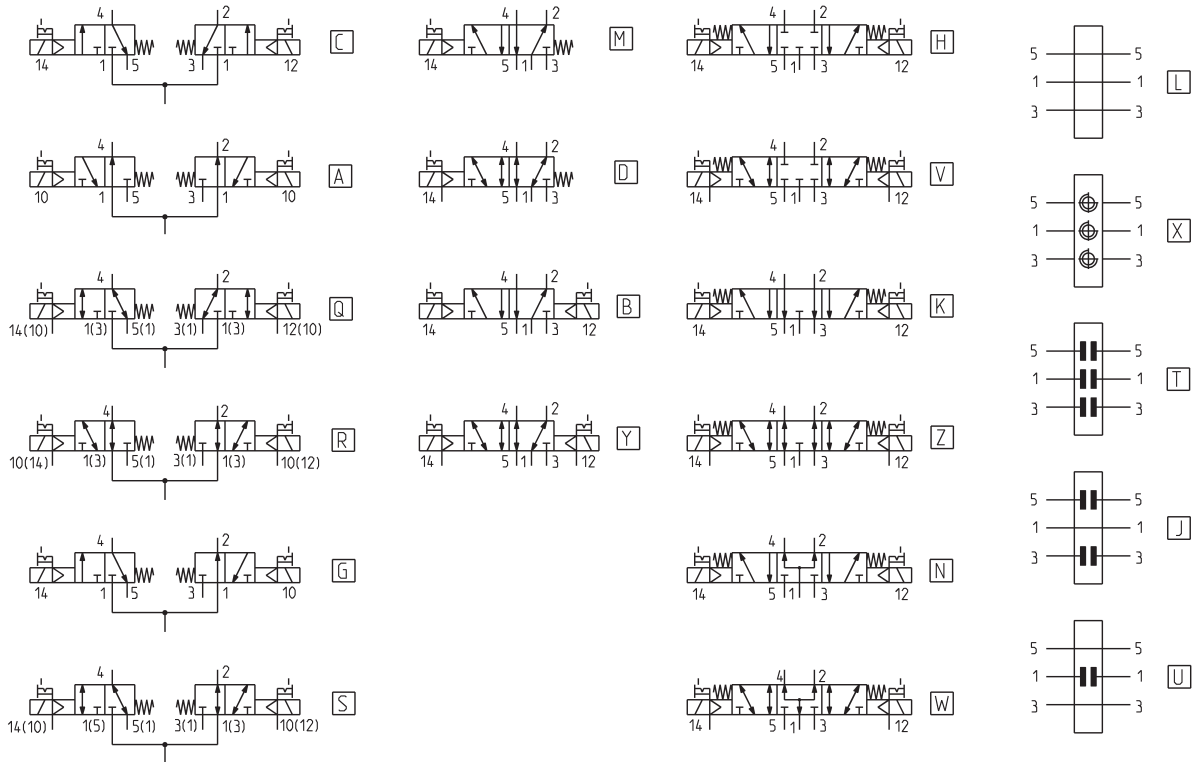 4 2 C
14 1 5 3 1 12
4 2 M
14 5 1 3
4 2 H
14 5 1 3 12
5 5
1 1 L
3 3
4 2 A
10 1 5 3 1 10
4 2 D
14 5 1 3
4 2 V
14 5 1 3 12
5 5
1 1 X
3 3
4 2 Q
14(10) 1(3) 5(1) 3(1) 1(3) 12(10)
4 2 B
14 5 1 3 12
4 2 K
14 5 1 3 12
5 5
1 1 T
3 3
4 2 R
10(14) 1(3) 5(1) 3(1) 1(3) 10(12)
4 2 Y
14 5 1 3 12
4 2 Z
14 5 1 3 12
5 5
1 1 J
3 3
4 2 G
14 1 5 3 1 10
4 2 N
14 5 1 3 12
5 5
1 1 U
3 3
4 2 S
14(10) 1(5) 5(1) 3(1) 1(3) 10(12)
4 2 W
14 5 1 3 12